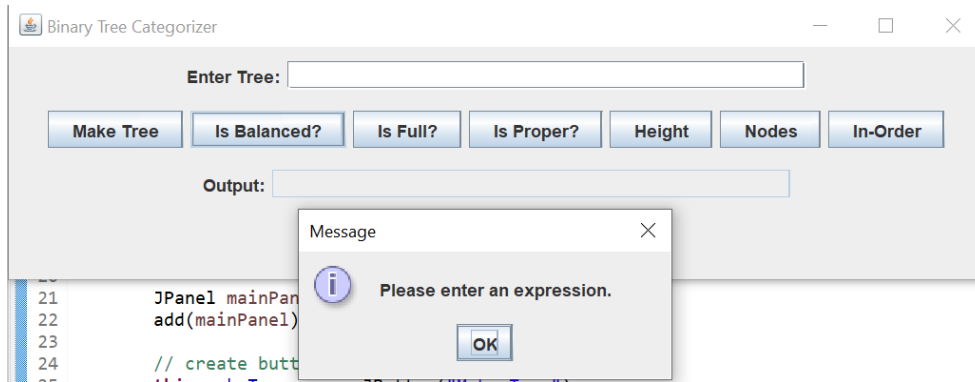 Binary Tree Categorizer
Enter Tree:
Make Tree Is Balanced? Is Full? Is Proper? Height Nodes In-Order
Output:
Message
Please enter an expression.
OK
21 JPanel mainPan
22 add(mainPanel)
23
24 // create butt